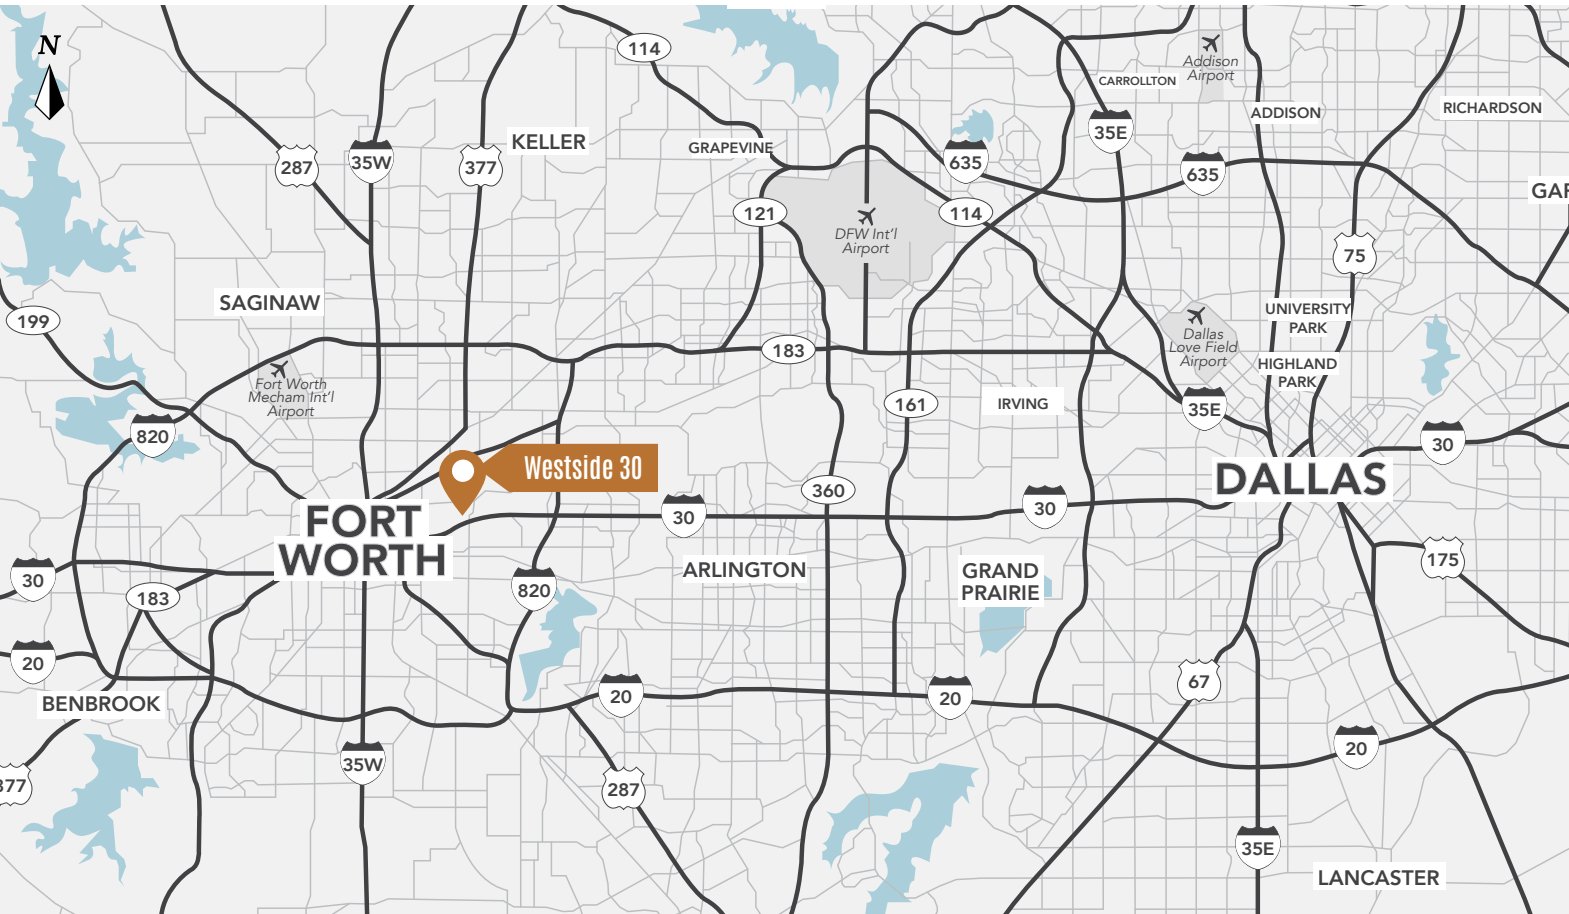 N
114
Addison
Airport
CARROLLTON
ADDISON
RICHARDSON
KELLER
35E
GRAPEVINE
287
35W
377
635
635
GAR
121
114
DFW Int'l
Airport
75
SAGINAW
199
UNIVERSITY
PARK
183
Dallas
Love Field
Airport
HIGHLAND
PARK
Fort Worth
Mecham Int'l
Airport
161
IRVING
35E
820
30
Westside 30
DALLAS
360
30
30
FORT
WORTH
175
ARLINGTON
GRAND
PRAIRIE
30
820
183
20
67
BENBROOK
20
20
20
35W
377
287
35E
LANCASTER